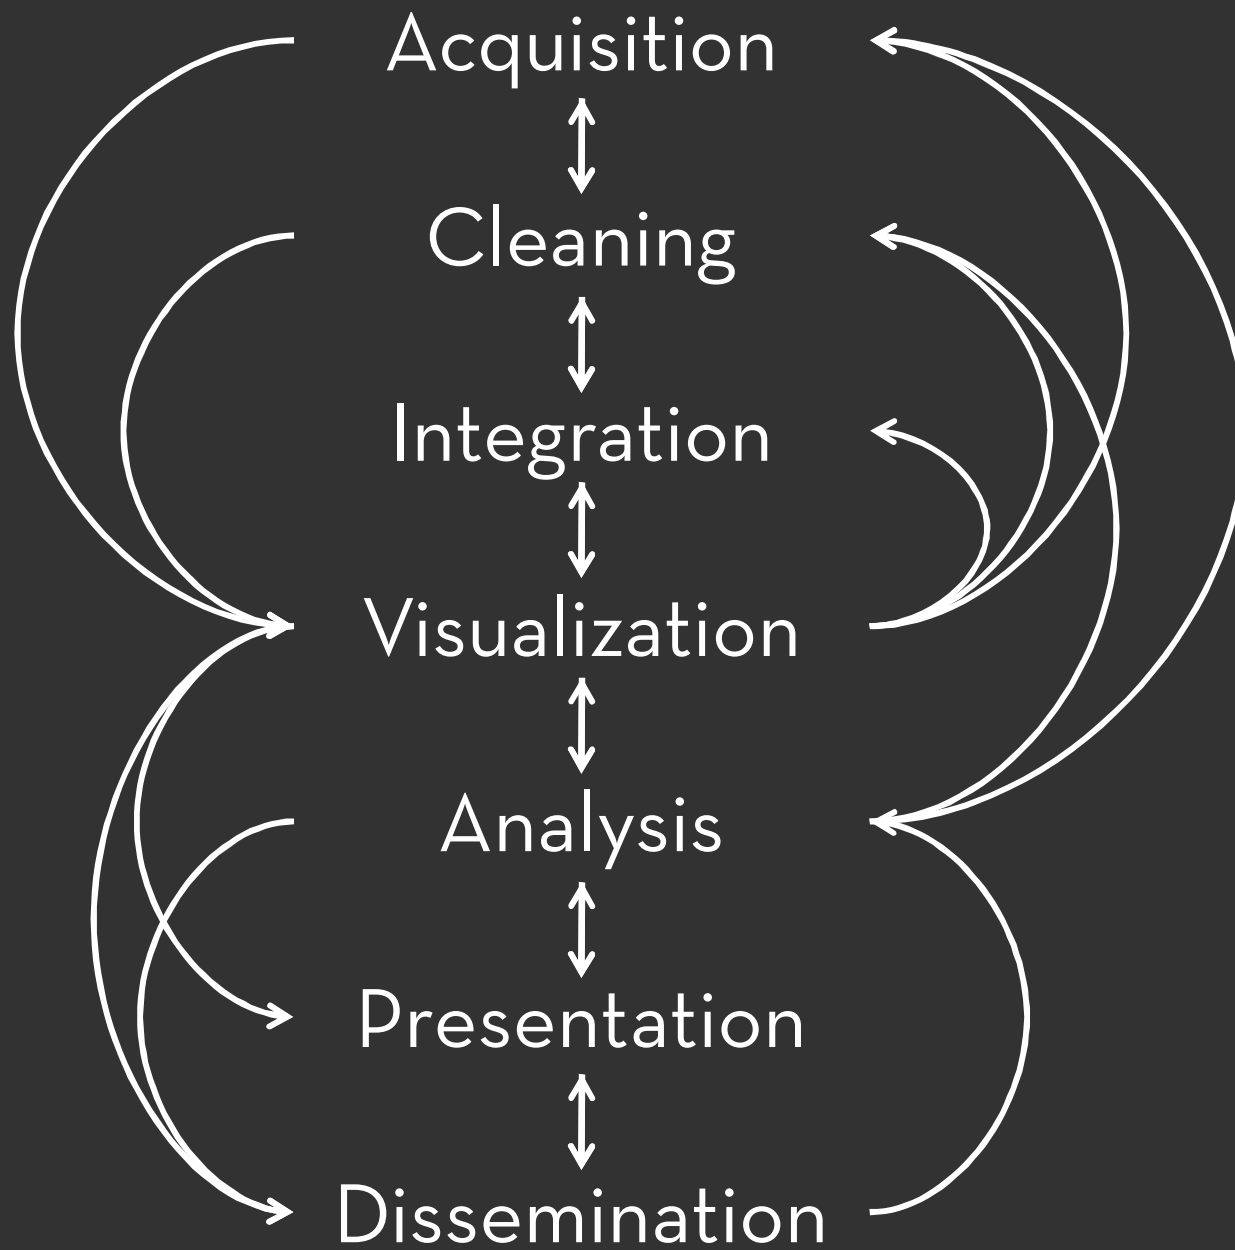 Acquisition
Cleaning
Integration
Visualization
Analysis
Presentation
Dissemination